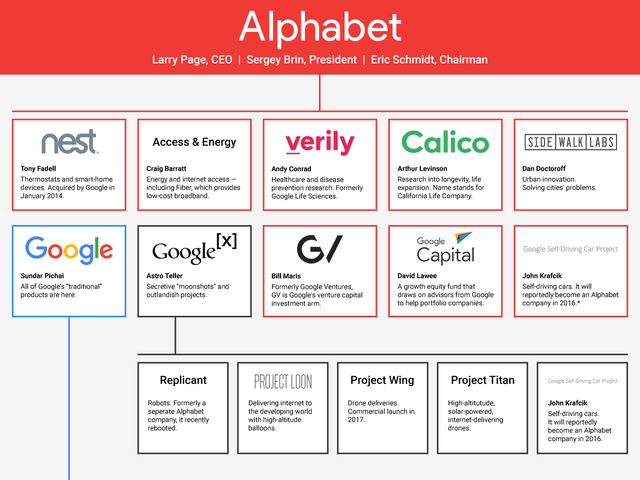 Alphabet
Larry Page, CEO | Sergey Brin, President | Eric Schmidt, Chairman
nest
Tony Fadell
Thermostats and smart-home
devices. Acquired by Google in
January 2014.
Access & Energy
Craig Barratt
Energy and internet access —
including Fiber, which provides
low-cost broadband.
verily
Andy Conrad
Healthcare and disease
prevention research. Formerly
Google Life Sciences.
Calico
Arthur Levinson
Research into longevity, life
expansion. Name stands for
California Life Company.
SIDEWALK LABS
Dan Doctoroff
Urban innovation.
Solving cities' problems.
Google
Sundar Pichai
All of Google's "traditional"
products are here.
Google[X]
Astro Teller
Secretive "moonshots" and
outlandish projects.
GV
Bill Maris
Formerly Google Ventures,
GV is Google's venture capital
investment arm.
Google
Capital
David Lawee
A growth equity fund that
draws on advisors from Google
to help portfolio companies.
Google Self-Driving Car Project
John Krafcik
Self-driving cars. It will
reportedly become an Alphabet
company in 2016.*
Replicant
Robots. Formerly a
seperate Alphabet
company, it recently
rebooted.
PROJECT LOON
Delivering internet to
the developing world
with high-altitude
balloons.
Project Wing
Drone deliveries.
Commercial launch in
2017.
Project Titan
High-altitutde,
solar-powered,
internet-delivering
drones.
Google Self-Driving Car Project
John Krafcik
Self-driving cars.
It will reportedly
become an Alphabet
company in 2016.